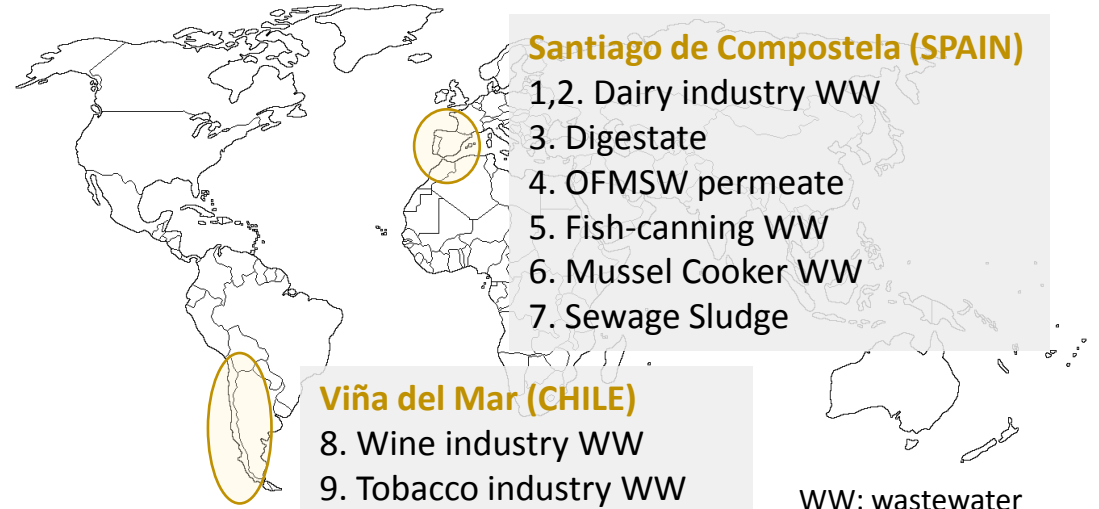 Santiago de Compostela (SPAIN)
1,2. Dairy industry WW
3. Digestate
4. OFMSW permeate
5. Fish-canning WW
6. Mussel Cooker WW
7. Sewage Sludge
Viña del Mar (CHILE)
8. Wine industry WW
9. Tobacco industry WW
WW: wastewater